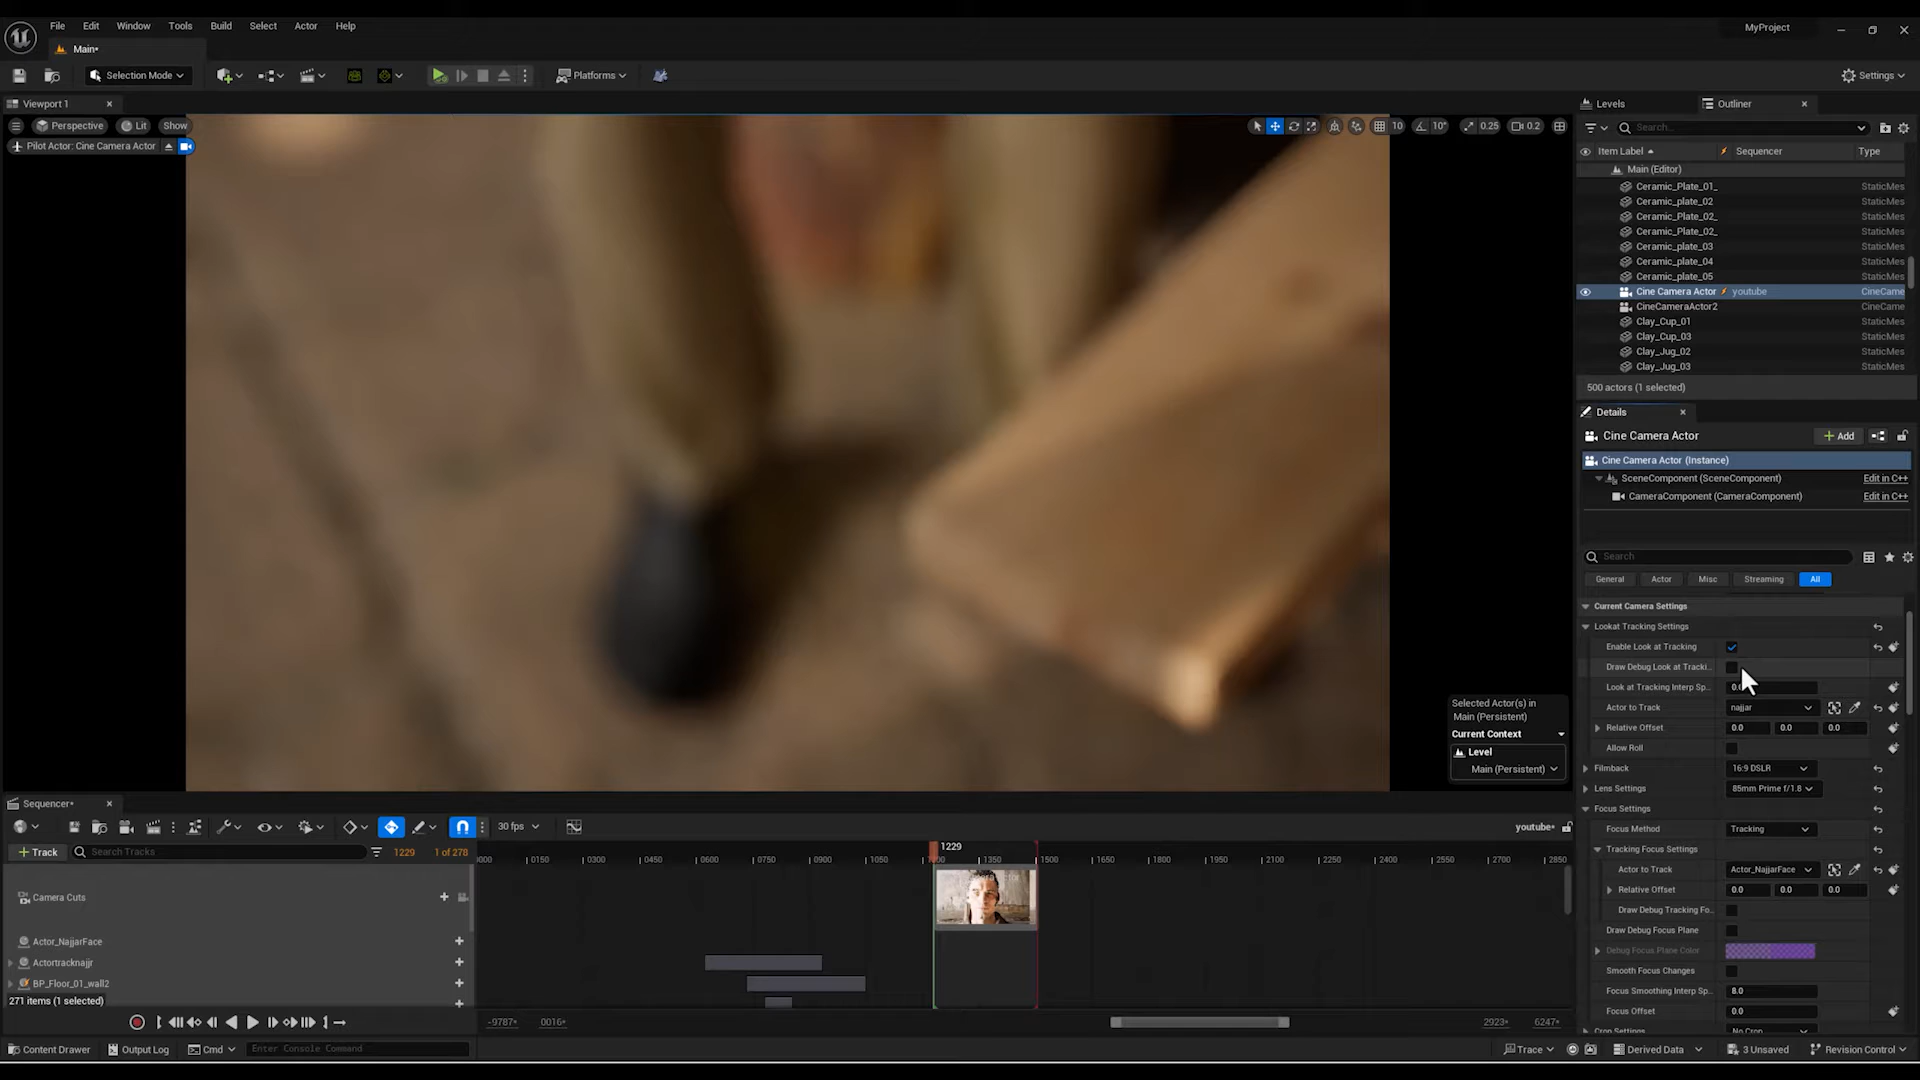 File Edit Window Tools Build Select Actor Help MyProject
Main*
Selection Mode Platforms Settings
Viewport 1 Levels Outliner
Perspective Lit Show 10 10° 0.25 0.2 Search...
Pilot Actor: Cine Camera Actor Item Label Sequencer Type
Main (Editor)
Ceramic_Plate_01_ StaticMes
Ceramic_plate_02 StaticMes
Ceramic_Plate_02_ StaticMes
Ceramic_Plate_02_ StaticMes
Ceramic_plate_03 StaticMes
Ceramic_plate_04 StaticMes
Ceramic_plate_05 StaticMes
Cine Camera Actor youtube CineCame
CineCameraActor2 CineCame
Clay_Cup_01 StaticMes
Clay_Cup_03 StaticMes
Clay_Jug_02 StaticMes
Clay_Jug_03 StaticMes
500 actors (1 selected)
Details
Cine Camera Actor Add
Cine Camera Actor (Instance)
SceneComponent (SceneComponent) Edit in C++
CameraComponent (CameraComponent) Edit in C++
Search
General Actor Misc Streaming All
Current Camera Settings
Lookat Tracking Settings
Enable Look at Tracking
Draw Debug Look at Tracki..
Look at Tracking Interp Sp..
Actor to Track najjar
Relative Offset 0.0 0.0 0.0
Allow Roll
Filmback 16:9 DSLR
Lens Settings 85mm Prime f/1.8
Focus Settings
Focus Method Tracking
Tracking Focus Settings
Actor to Track Actor_NajjarFace
Relative Offset 0.0 0.0 0.0
Draw Debug Tracking Fo..
Draw Debug Focus Plane
Debug Focus Plane Color
Smooth Focus Changes
Focus Smoothing Interp Sp.. 8.0
Focus Offset 0.0
Crop Settings No Crop
Selected Actor(s) in
Main (Persistent)
Current Context
Level
Main (Persistent)
Sequencer*
30 fps youtube*
Track Search Tracks 1229 1 of 278
1229
0150 0300 0450 0600 0750 0900 1050 1350 1500 1650 1800 1950 2100 2250 2400 2550 2700 2850
Camera Cuts
Actor_NajjarFace
Actortracknajjr
BP_Floor_01_wall2
271 items (1 selected)
-9787* 0016* 2923* 6247*
Content Drawer Output Log Cmd Enter Console Command Trace Derived Data 3 Unsaved Revision Control